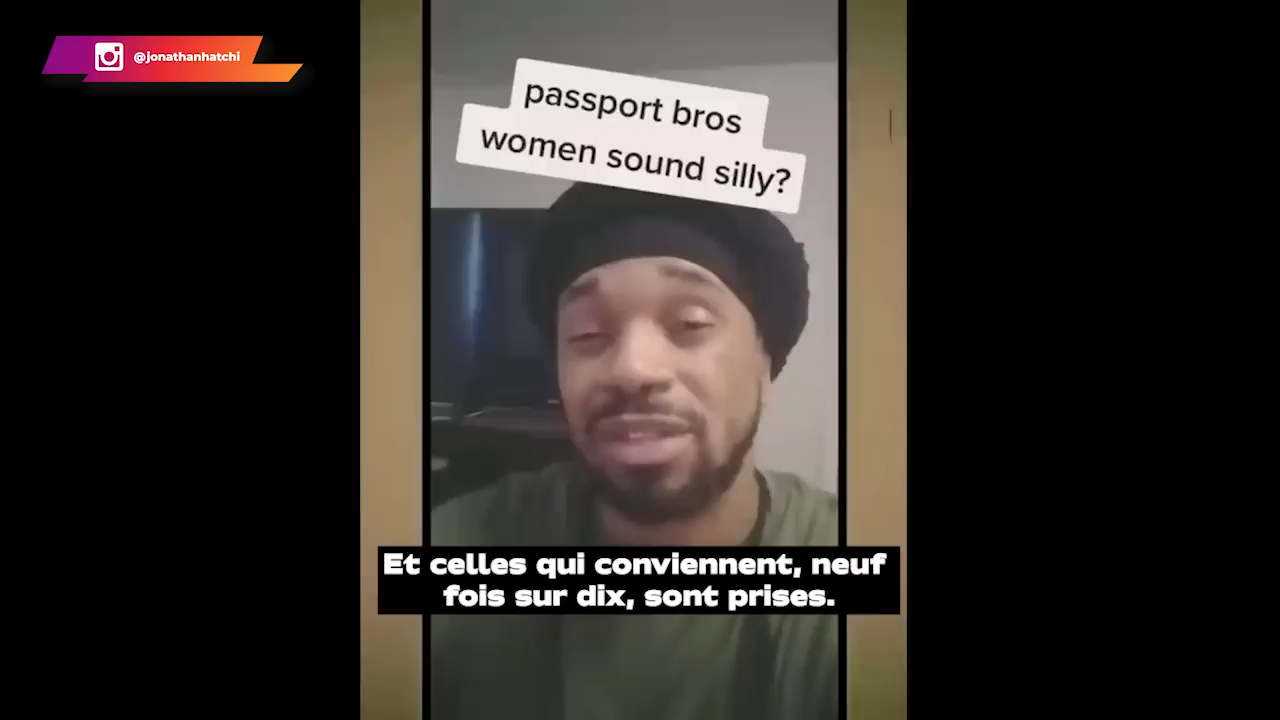 @jonathanhatchi
passport bros
women sound silly?
Et celles qui conviennent, neuf
fois sur dix, sont prises.